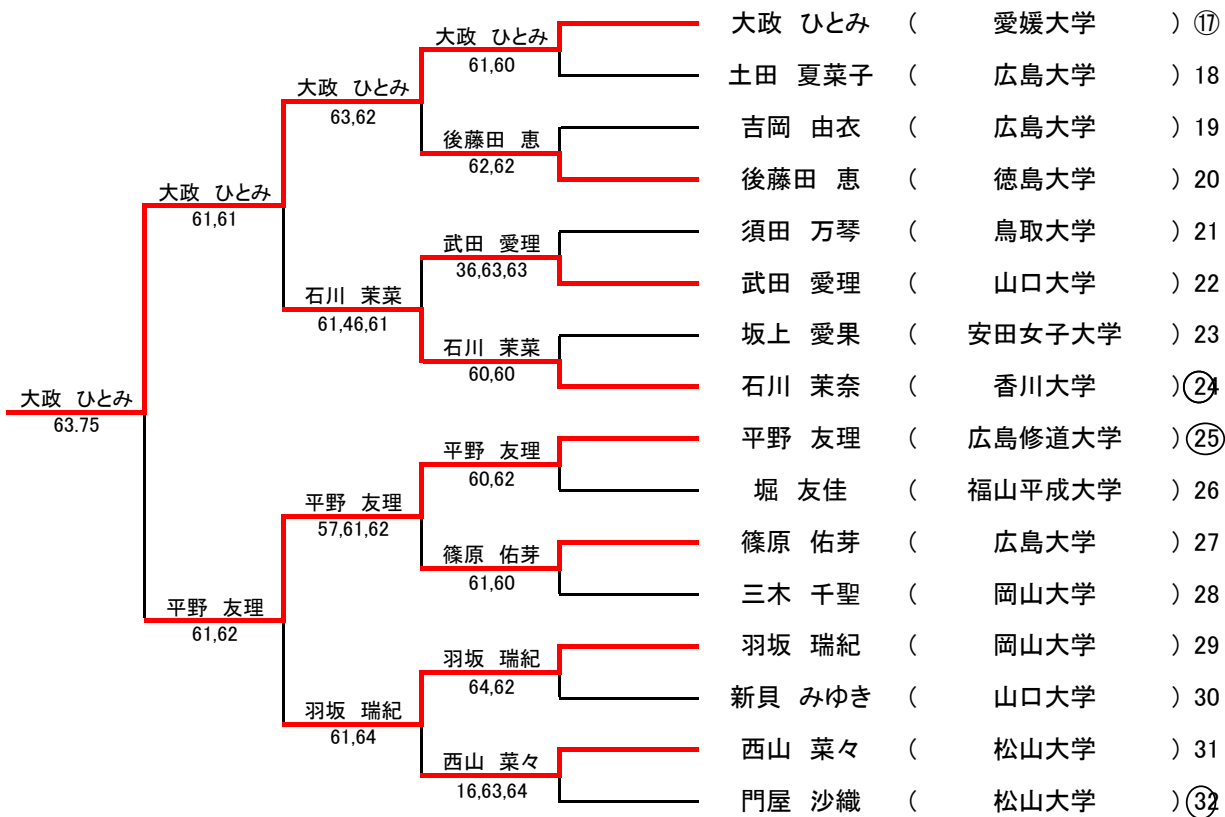 大政 ひとみ ( 愛媛大学 ) ⑰
大政 ひとみ
61,60
土田 夏菜子 ( 広島大学 ) 18
大政 ひとみ
63,62
吉岡 由衣 ( 広島大学 ) 19
後藤田 恵
62,62
後藤田 恵 ( 徳島大学 ) 20
大政 ひとみ
61,61
須田 万琴 ( 鳥取大学 ) 21
武田 愛理
36,63,63
武田 愛理 ( 山口大学 ) 22
石川 茉菜
61,46,61
坂上 愛果 ( 安田女子大学 ) 23
石川 茉菜
60,60
石川 茉奈 ( 香川大学 ) 24
大政 ひとみ
63.75
平野 友理 ( 広島修道大学 ) 25
平野 友理
60,62
堀 友佳 ( 福山平成大学 ) 26
平野 友理
57,61,62
篠原 佑芽 ( 広島大学 ) 27
篠原 佑芽
61,60
三木 千聖 ( 岡山大学 ) 28
平野 友理
61,62
羽坂 瑞紀 ( 岡山大学 ) 29
羽坂 瑞紀
64,62
新貝 みゆき ( 山口大学 ) 30
羽坂 瑞紀
61,64
西山 菜々 ( 松山大学 ) 31
西山 菜々
16,63,64
門屋 沙織 ( 松山大学 ) 32